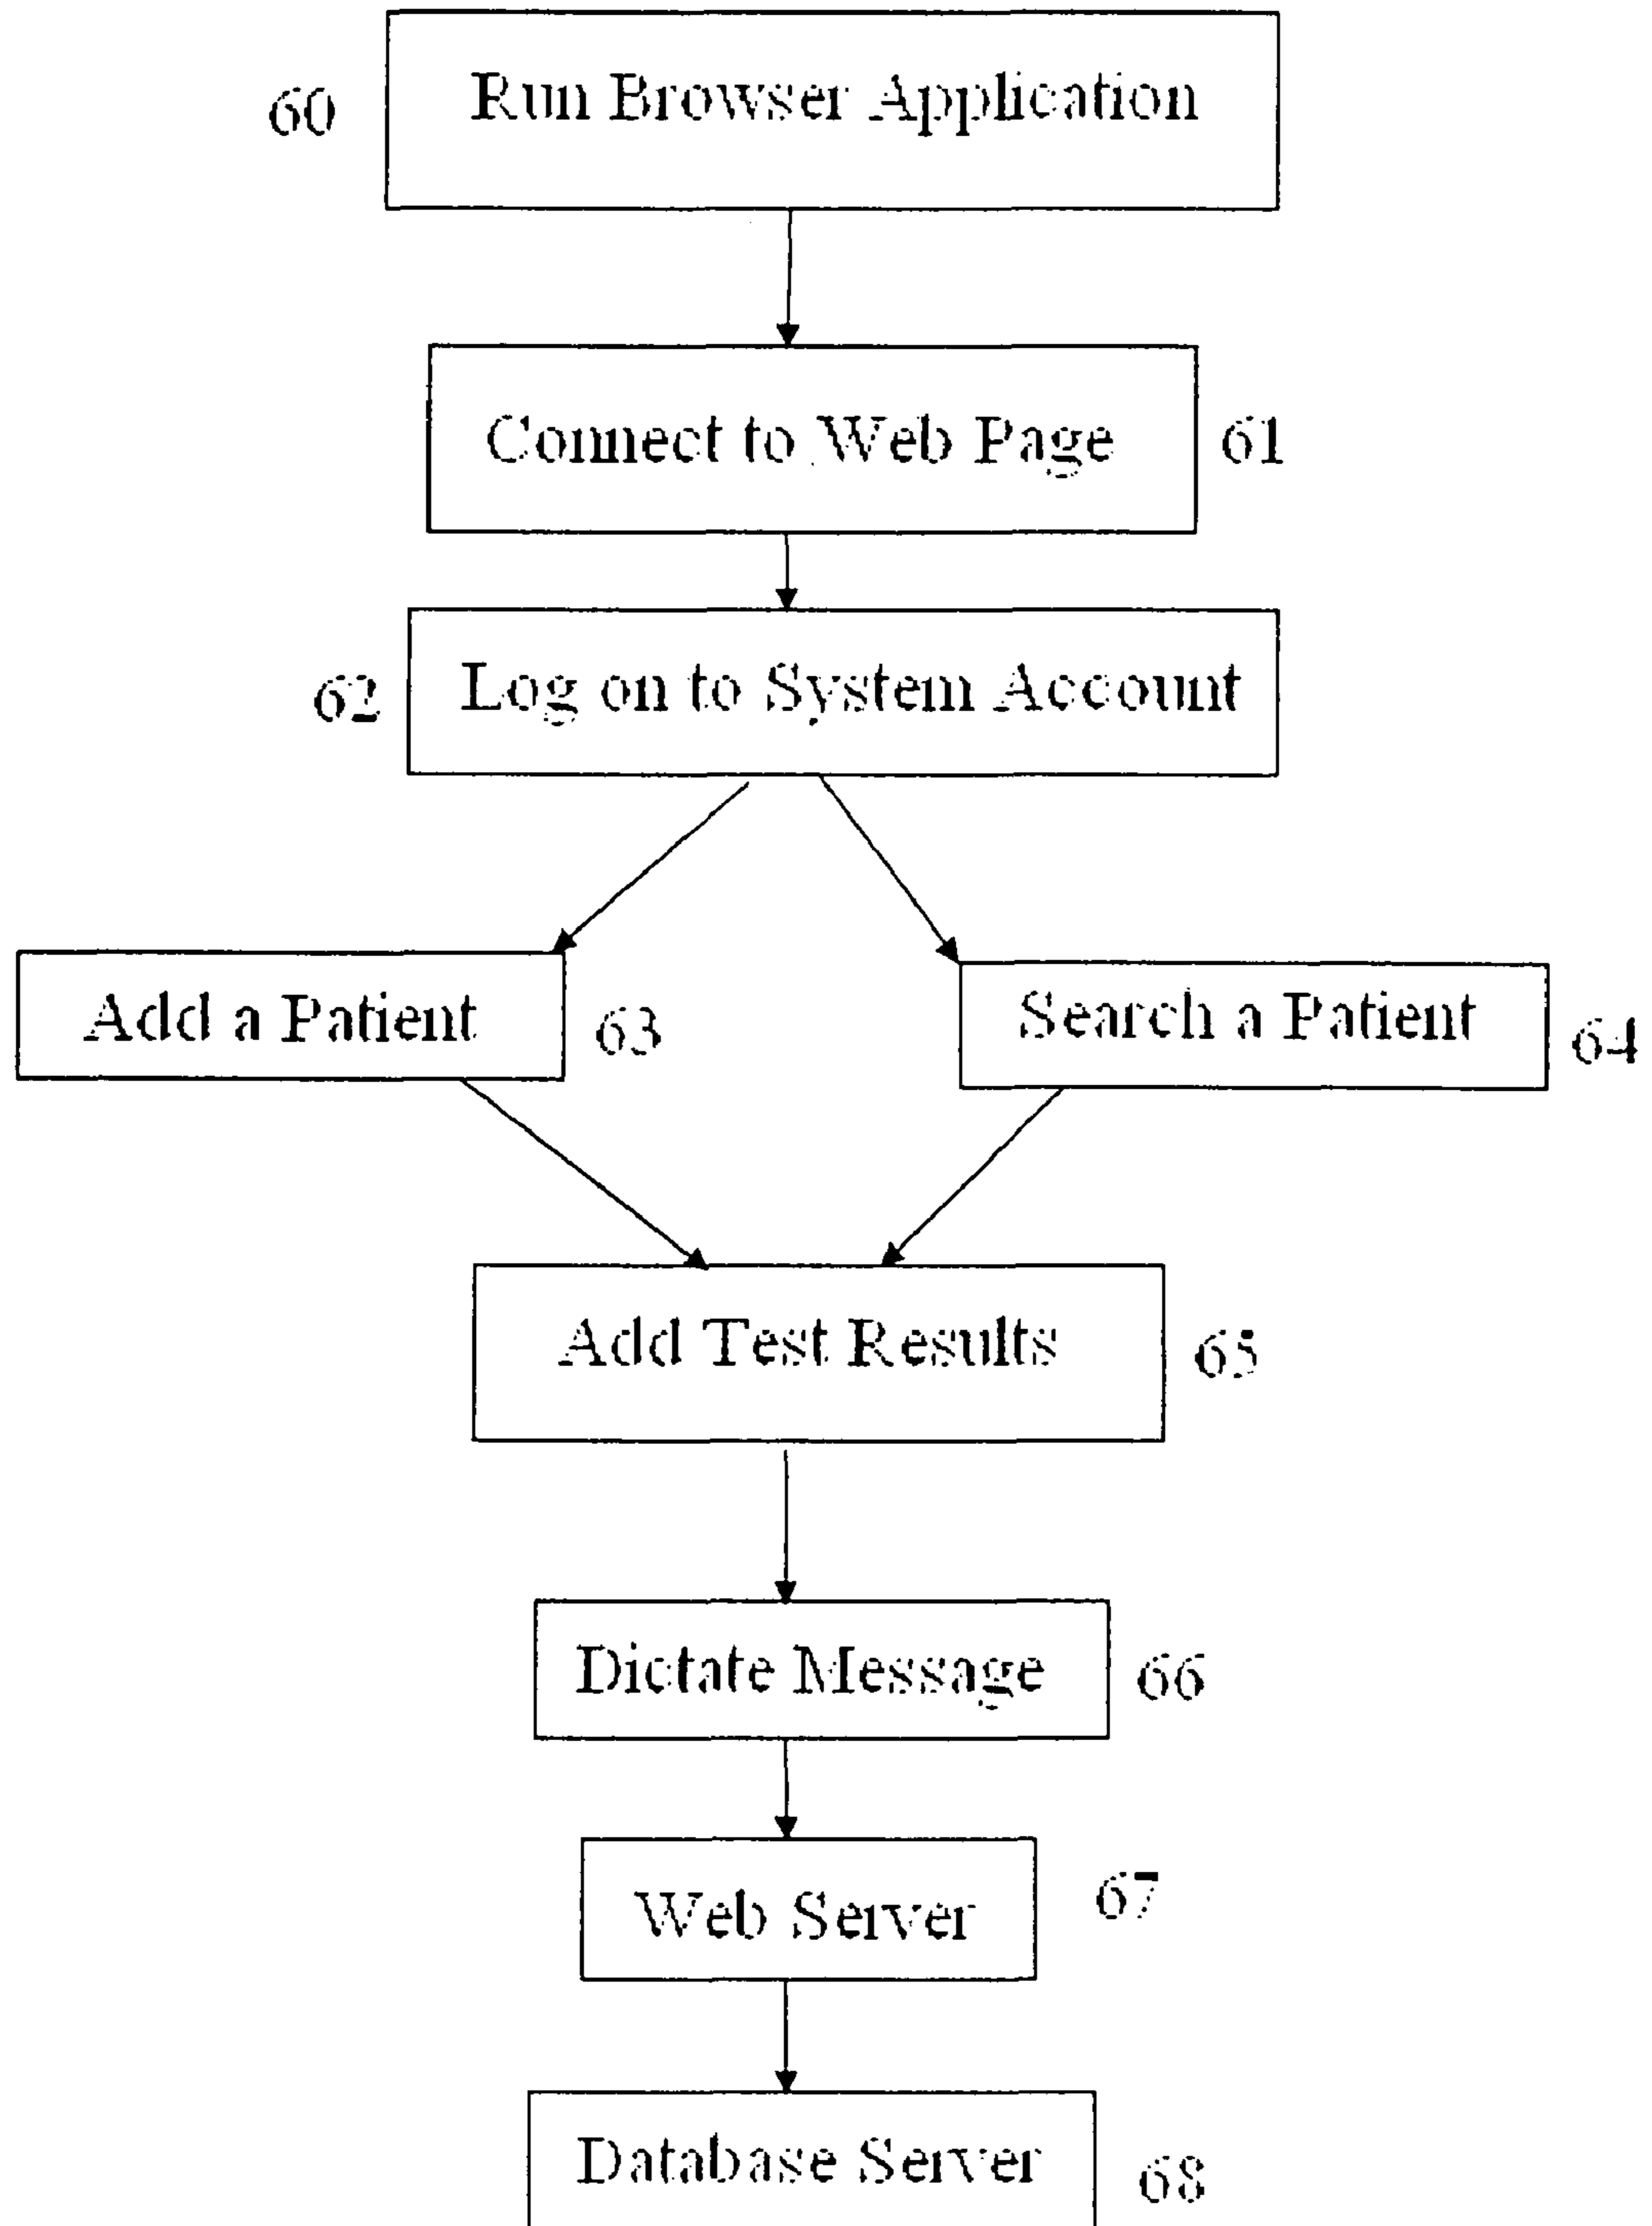 60 Run Browser Application
Connect to Web Page 61
62 Log on to System Account
Add a Patient 63 Search a Patient 64
Add Test Results 65
Dictate Message 66
Web Server 67
Database Server 68